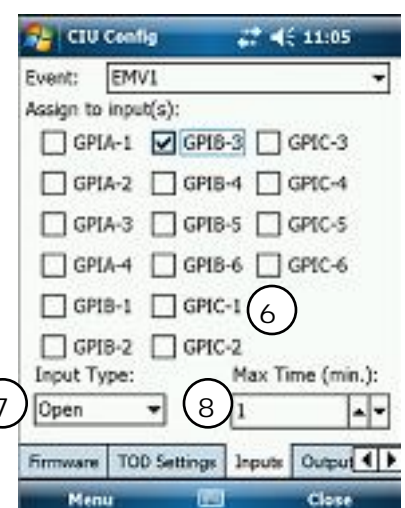 CIU Config 11:05
Event: EMV1
Assign to input(s):
GPIA-1 GPIB-3 GPIC-3
GPIA-2 GPIB-4 GPIC-4
GPIA-3 GPIB-5 GPIC-5
GPIA-4 GPIB-6 GPIC-6
GPIB-1 GPIC-1 6
GPIB-2 GPIC-2
Input Type: Max Time (min.):
7 Open 8 1
Firmware TOD Settings Inputs Output
Menu Close